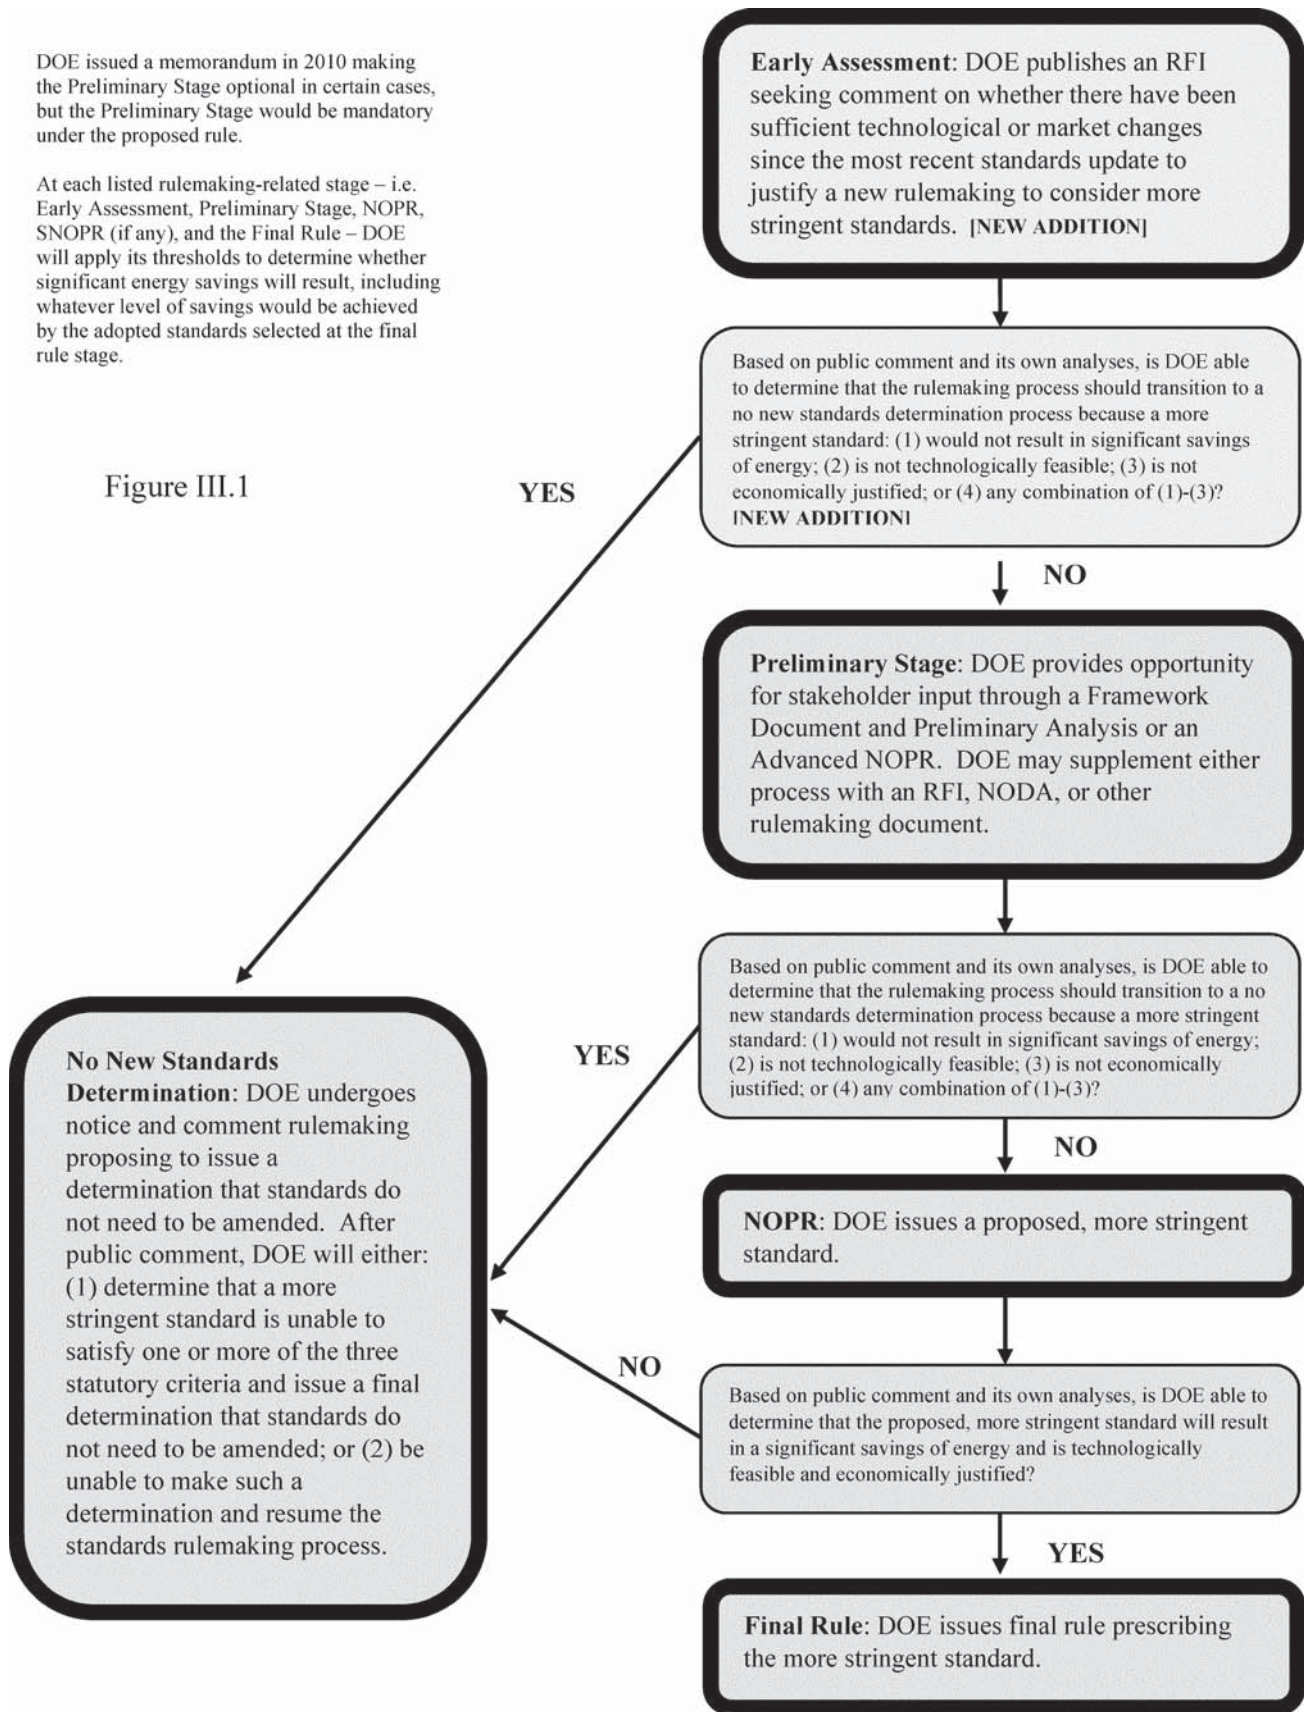 DOE issued a memorandum in 2010 making
the Preliminary Stage optional in certain cases,
but the Preliminary Stage would be mandatory
under the proposed rule.
At each listed rulemaking-related stage – i.e.
Early Assessment, Preliminary Stage, NOPR,
SNOPR (if any), and the Final Rule – DOE
will apply its thresholds to determine whether
significant energy savings will result, including
whatever level of savings would be achieved
by the adopted standards selected at the final
rule stage.
Figure III.1
Early Assessment: DOE publishes an RFI
seeking comment on whether there have been
sufficient technological or market changes
since the most recent standards update to
justify a new rulemaking to consider more
stringent standards. [NEW ADDITION]
Based on public comment and its own analyses, is DOE able
to determine that the rulemaking process should transition to a
no new standards determination process because a more
stringent standard: (1) would not result in significant savings
of energy; (2) is not technologically feasible; (3) is not
economically justified; or (4) any combination of (1)-(3)?
[NEW ADDITION]
YES
NO
Preliminary Stage: DOE provides opportunity
for stakeholder input through a Framework
Document and Preliminary Analysis or an
Advanced NOPR. DOE may supplement either
process with an RFI, NODA, or other
rulemaking document.
Based on public comment and its own analyses, is DOE able to
determine that the rulemaking process should transition to a no
new standards determination process because a more stringent
standard: (1) would not result in significant savings of energy;
(2) is not technologically feasible; (3) is not economically
justified; or (4) any combination of (1)-(3)?
YES
NO
NOPR: DOE issues a proposed, more stringent
standard.
Based on public comment and its own analyses, is DOE able to
determine that the proposed, more stringent standard will result
in a significant savings of energy and is technologically
feasible and economically justified?
NO
YES
Final Rule: DOE issues final rule prescribing
the more stringent standard.
No New Standards
Determination: DOE undergoes
notice and comment rulemaking
proposing to issue a
determination that standards do
not need to be amended. After
public comment, DOE will either:
(1) determine that a more
stringent standard is unable to
satisfy one or more of the three
statutory criteria and issue a final
determination that standards do
not need to be amended; or (2) be
unable to make such a
determination and resume the
standards rulemaking process.